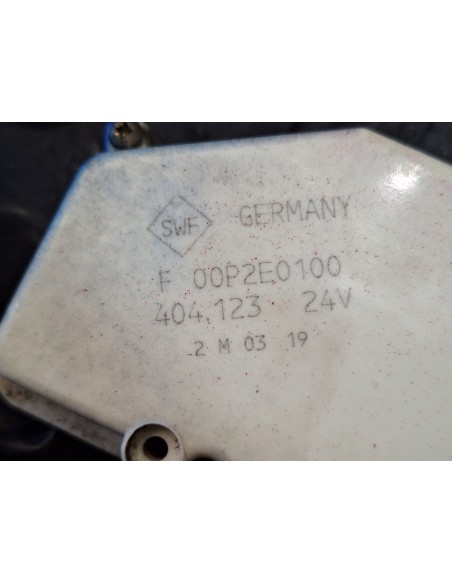 SWF GERMANY
F 00P2E0100
404.123 24V
2 M 03 19